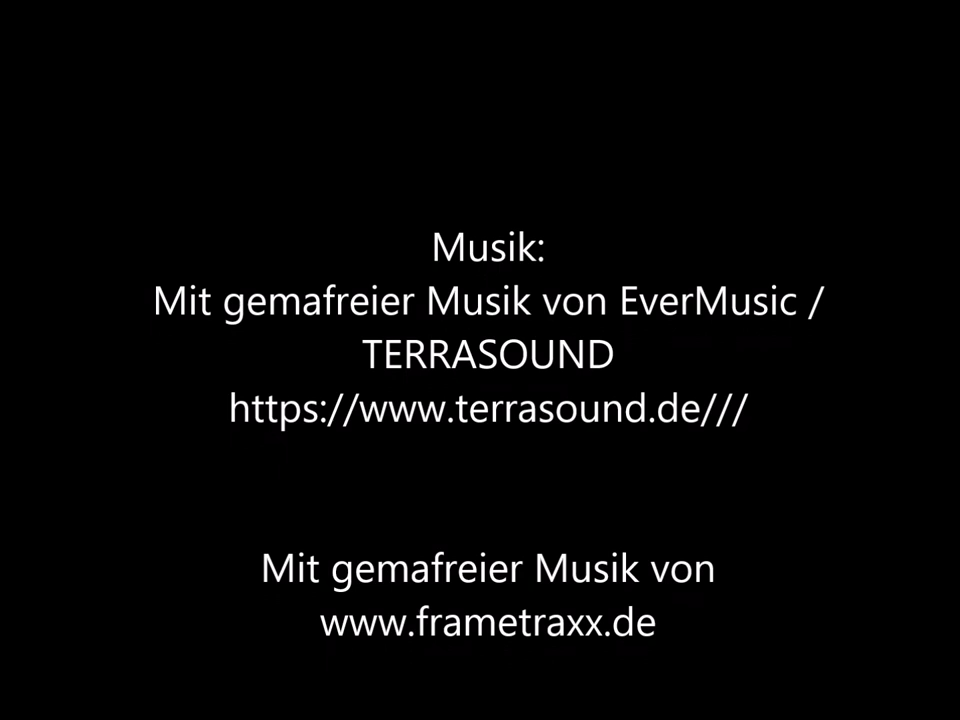 Musik:
Mit gemafreier Musik von EverMusic /
TERRASOUND
https://www.terrasound.de///
Mit gemafreier Musik von
www.frametraxx.de